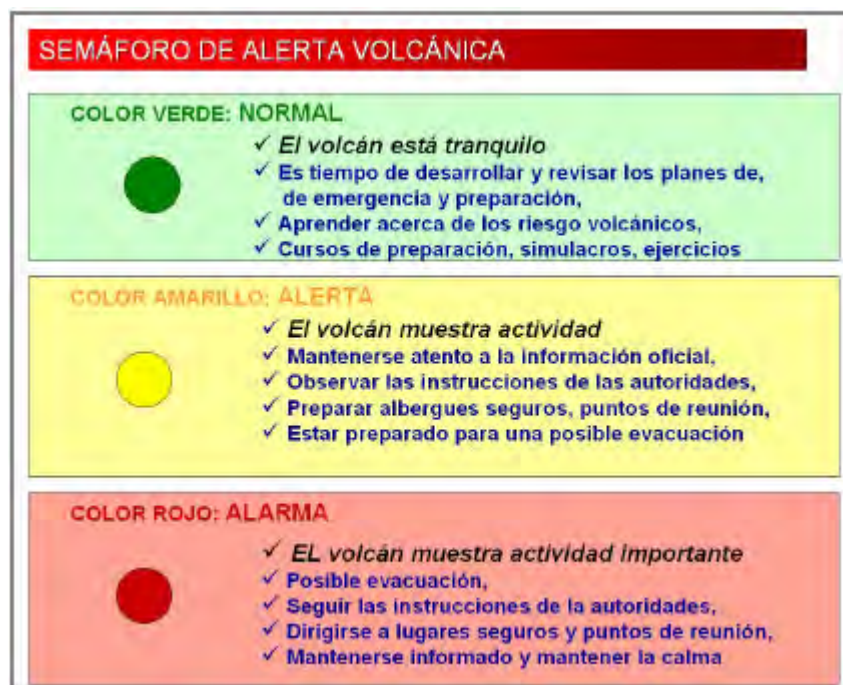 SEMÁFORO DE ALERTA VOLCÁNICA
COLOR VERDE: NORMAL
✓ El volcán está tranquilo
✓ Es tiempo de desarrollar y revisar los planes de,
de emergencia y preparación,
✓ Aprender acerca de los riesgo volcánicos,
✓ Cursos de preparación, simulacros, ejercicios
COLOR AMARILLO: ALERTA
✓ El volcán muestra actividad
✓ Mantenerse atento a la información oficial,
✓ Observar las instrucciones de las autoridades,
✓ Preparar albergues seguros, puntos de reunión,
✓ Estar preparado para una posible evacuación
COLOR ROJO: ALARMA
✓ EL volcán muestra actividad importante
✓ Posible evacuación,
✓ Seguir las instrucciones de la autoridades,
✓ Dirigirse a lugares seguros y puntos de reunión,
✓ Mantenerse informado y mantener la calma